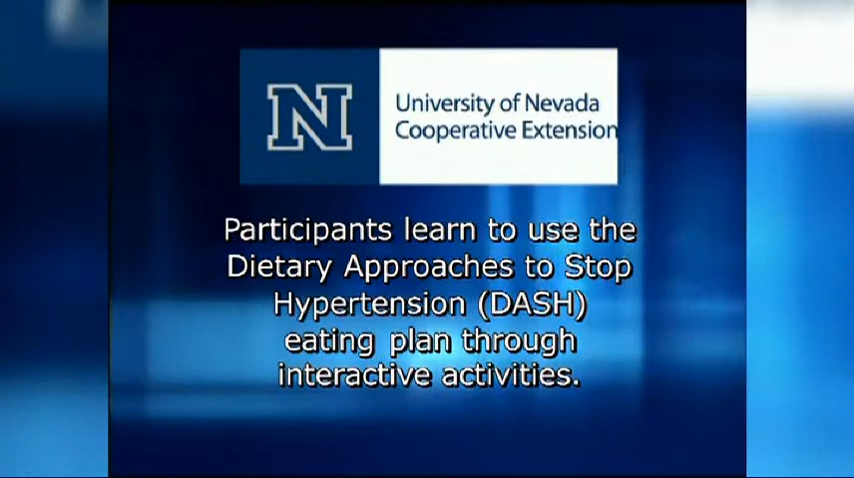 N
University of Nevada
Cooperative Extension
Participants learn to use the
Dietary Approaches to Stop
Hypertension (DASH)
eating plan through
interactive activities.